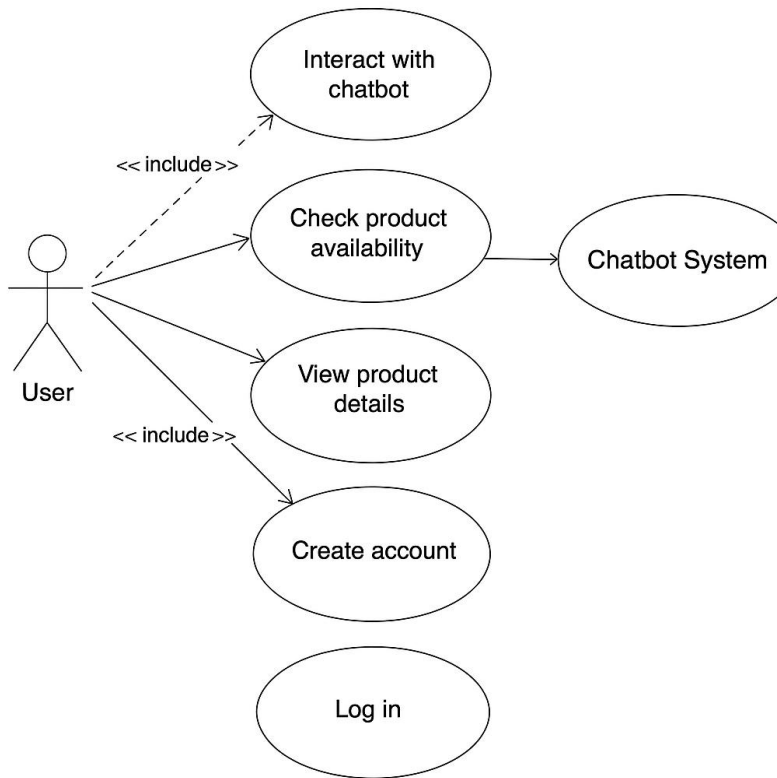 Interact with
chatbot
<< include >>
Check product
availability
Chatbot System
User
View product
details
<< include >>
Create account
Log in